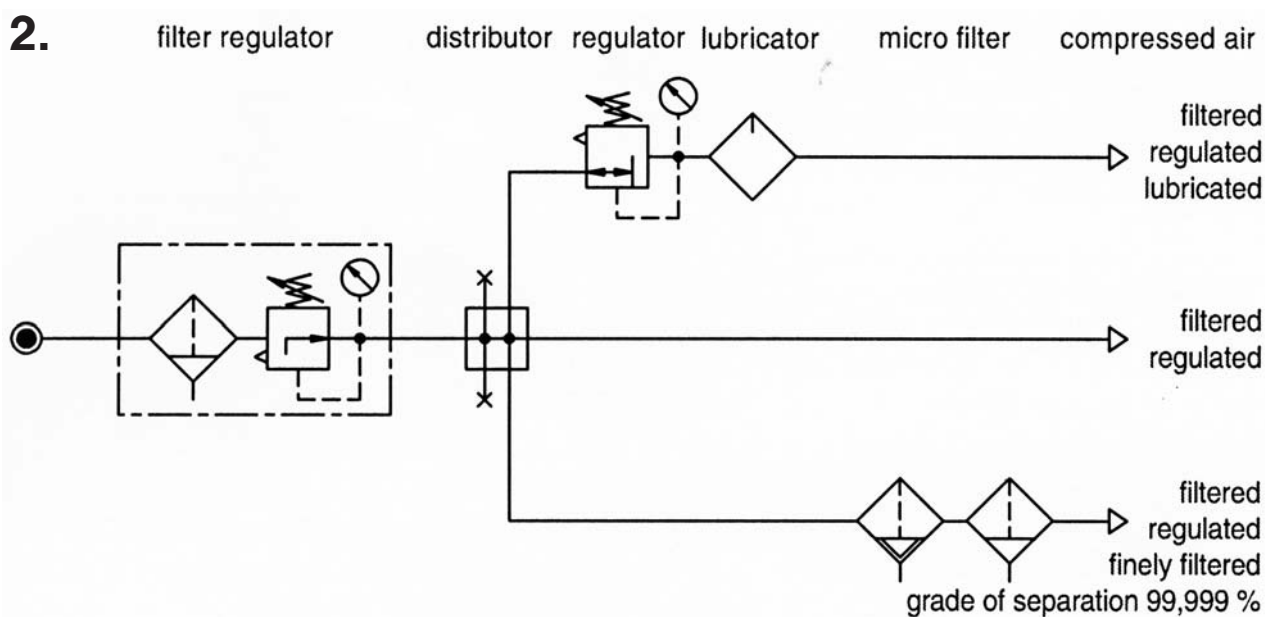 2.
filter regulator distributor regulator lubricator micro filter compressed air
filtered
regulated
lubricated
filtered
regulated
filtered
regulated
finely filtered
grade of separation 99,999 %